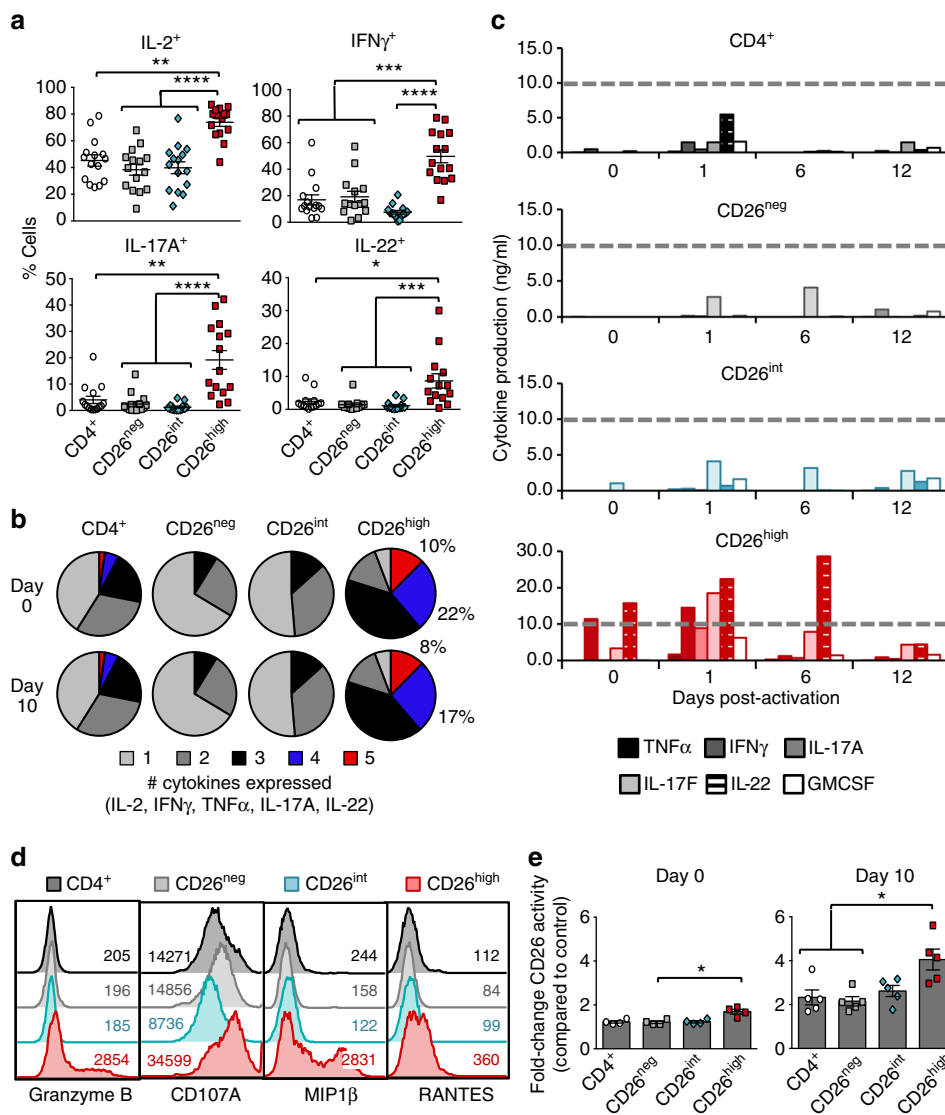 a
IL-2+
**
****
100
80
60
40
20
0
IFNγ+
***
****
100
80
60
40
20
0
% Cells
IL-17A+
**
****
50
40
30
20
10
0
IL-22+
*
***
40
30
20
10
0
CD4+
CD26neg
CD26int
CD26high
CD4+
CD26neg
CD26int
CD26high
b
CD4+ CD26neg CD26int CD26high
Day 0
10%
22%
Day 10
8%
17%
1 2 3 4 5
# cytokines expressed
(IL-2, IFNγ, TNFα, IL-17A, IL-22)
c
Cytokine production (ng/ml)
CD4+
15.0
10.0
5.0
0.0
0 1 6 12
CD26neg
15.0
10.0
5.0
0.0
0 1 6 12
CD26int
15.0
10.0
5.0
0.0
0 1 6 12
CD26high
30.0
20.0
10.0
0.0
0 1 6 12
Days post-activation
TNFα IFNγ IL-17A
IL-17F IL-22 GMCSF
d
CD4+ CD26neg CD26int CD26high
205 14271 244 112
196 14856 158 84
185 8736 122 99
2854 34599 2831 360
Granzyme B CD107A MIP1β RANTES
e
Fold-change CD26 activity
(compared to control)
Day 0
*
6
4
2
1
CD4+
CD26neg
CD26int
CD26high
Day 10
*
6
4
2
1
CD4+
CD26neg
CD26int
CD26high